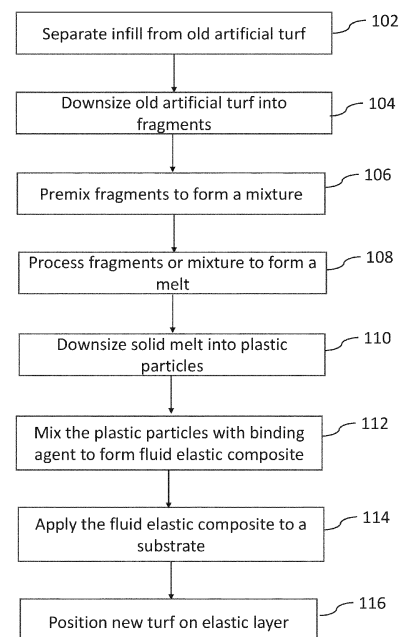 Separate infill from old artificial turf
102
Downsize old artificial turf into
fragments
104
Premix fragments to form a mixture
106
Process fragments or mixture to form a
melt
108
Downsize solid melt into plastic
particles
110
Mix the plastic particles with binding
agent to form fluid elastic composite
112
Apply the fluid elastic composite to a
substrate
114
Position new turf on elastic layer
116